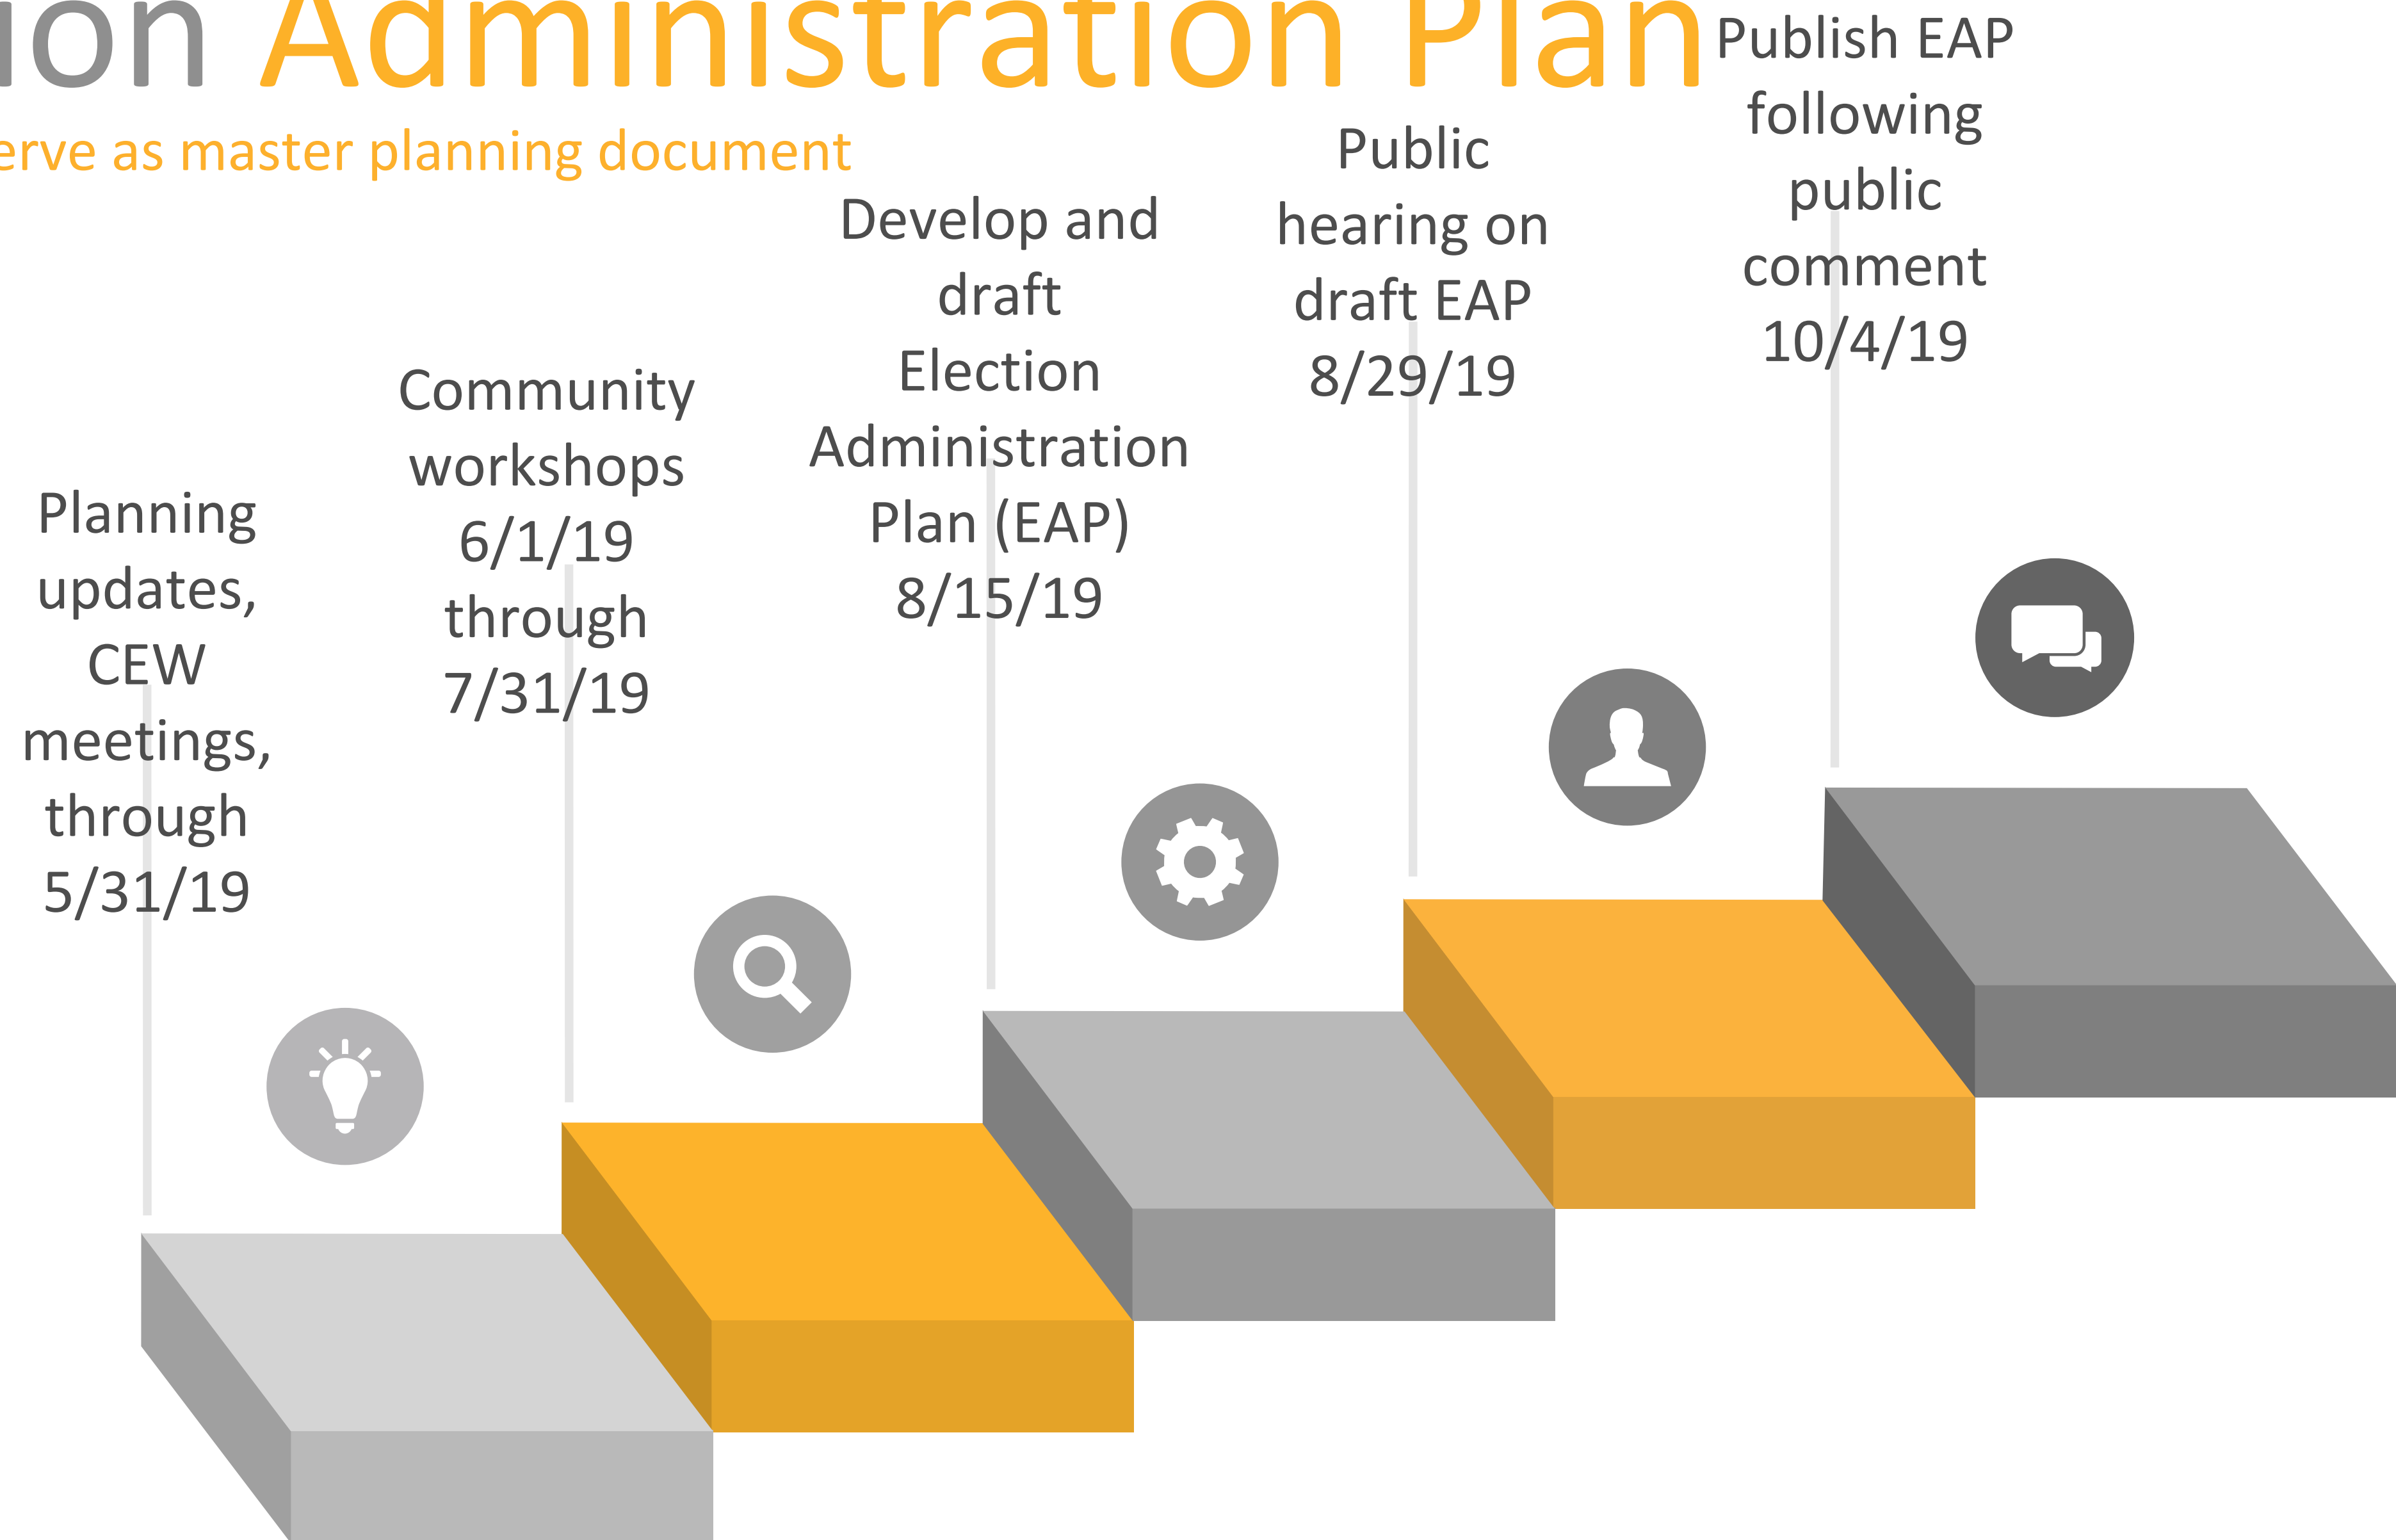 Administration Plan
as master planning document
Planning
updates,
CEW
meetings,
through
5/31/19
Community
workshops
6/1/19
through
7/31/19
Develop and
draft
Election
Administration
Plan (EAP)
8/15/19
Public
hearing on
draft EAP
8/29/19
Publish EAP
following
public
comment
10/4/19